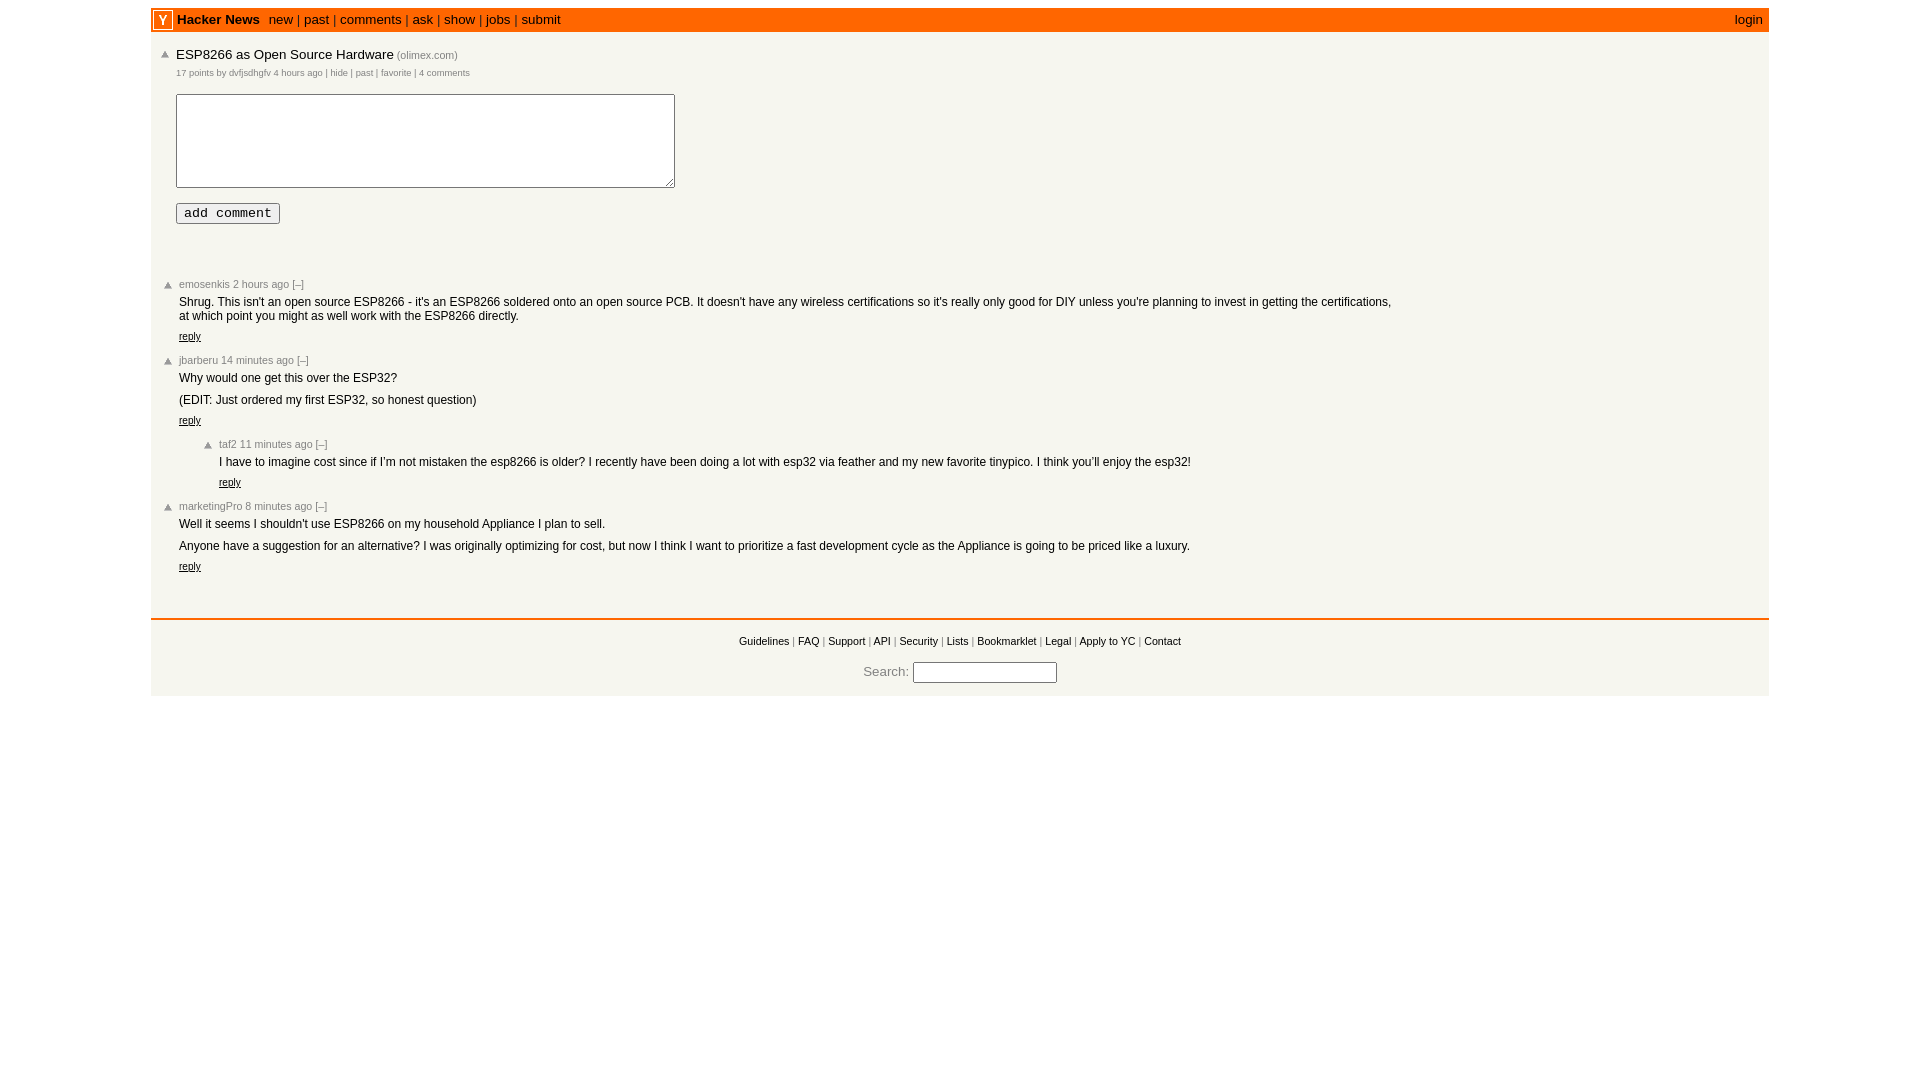 Y Hacker News new | past | comments | ask | show | jobs | submit login
ESP8266 as Open Source Hardware (olimex.com)
17 points by dvfjsdhgfv 4 hours ago | hide | past | favorite | 4 comments
add comment
emosenkis 2 hours ago [–]
Shrug. This isn't an open source ESP8266 - it's an ESP8266 soldered onto an open source PCB. It doesn't have any wireless certifications so it's really only good for DIY unless you're planning to invest in getting the certifications,
at which point you might as well work with the ESP8266 directly.
reply
jbarberu 14 minutes ago [–]
Why would one get this over the ESP32?
(EDIT: Just ordered my first ESP32, so honest question)
reply
taf2 11 minutes ago [–]
I have to imagine cost since if I’m not mistaken the esp8266 is older? I recently have been doing a lot with esp32 via feather and my new favorite tinypico. I think you’ll enjoy the esp32!
reply
marketingPro 8 minutes ago [–]
Well it seems I shouldn't use ESP8266 on my household Appliance I plan to sell.
Anyone have a suggestion for an alternative? I was originally optimizing for cost, but now I think I want to prioritize a fast development cycle as the Appliance is going to be priced like a luxury.
reply
Guidelines | FAQ | Support | API | Security | Lists | Bookmarklet | Legal | Apply to YC | Contact
Search: